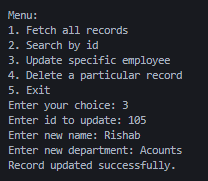 Menu:
1. Fetch all records
2. Search by id
3. Update specific employee
4. Delete a particular record
5. Exit
Enter your choice: 3
Enter id to update: 105
Enter new name: Rishab
Enter new department: Acounts
Record updated successfully.